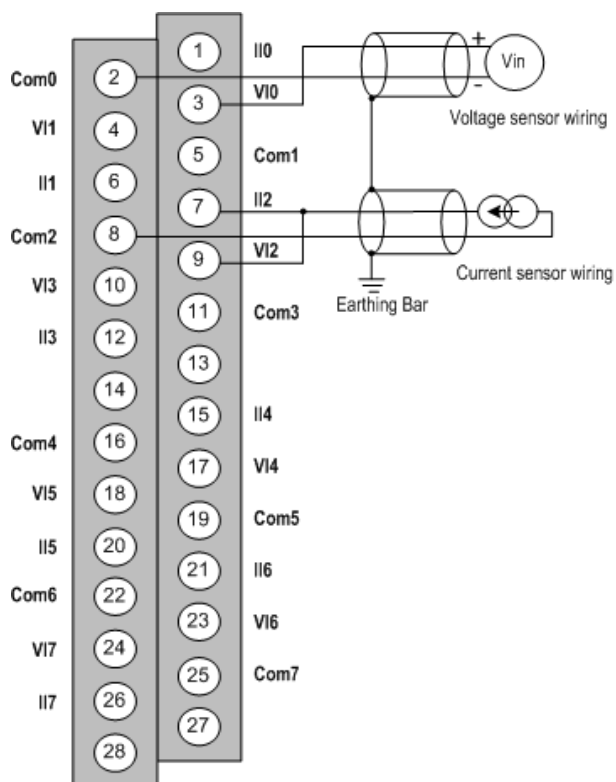 1 II0
Com0 2
3 VI0
VI1 4
5 Com1
II1 6
7 II2
Com2 8
9 VI2
VI3 10
11 Com3
II3 12
13
14
15 II4
Com4 16
17 VI4
VI5 18
19 Com5
II5 20
21 II6
Com6 22
23 VI6
VI7 24
25 Com7
II7 26
27
28
+
Vin
-
Voltage sensor wiring
Current sensor wiring
Earthing Bar